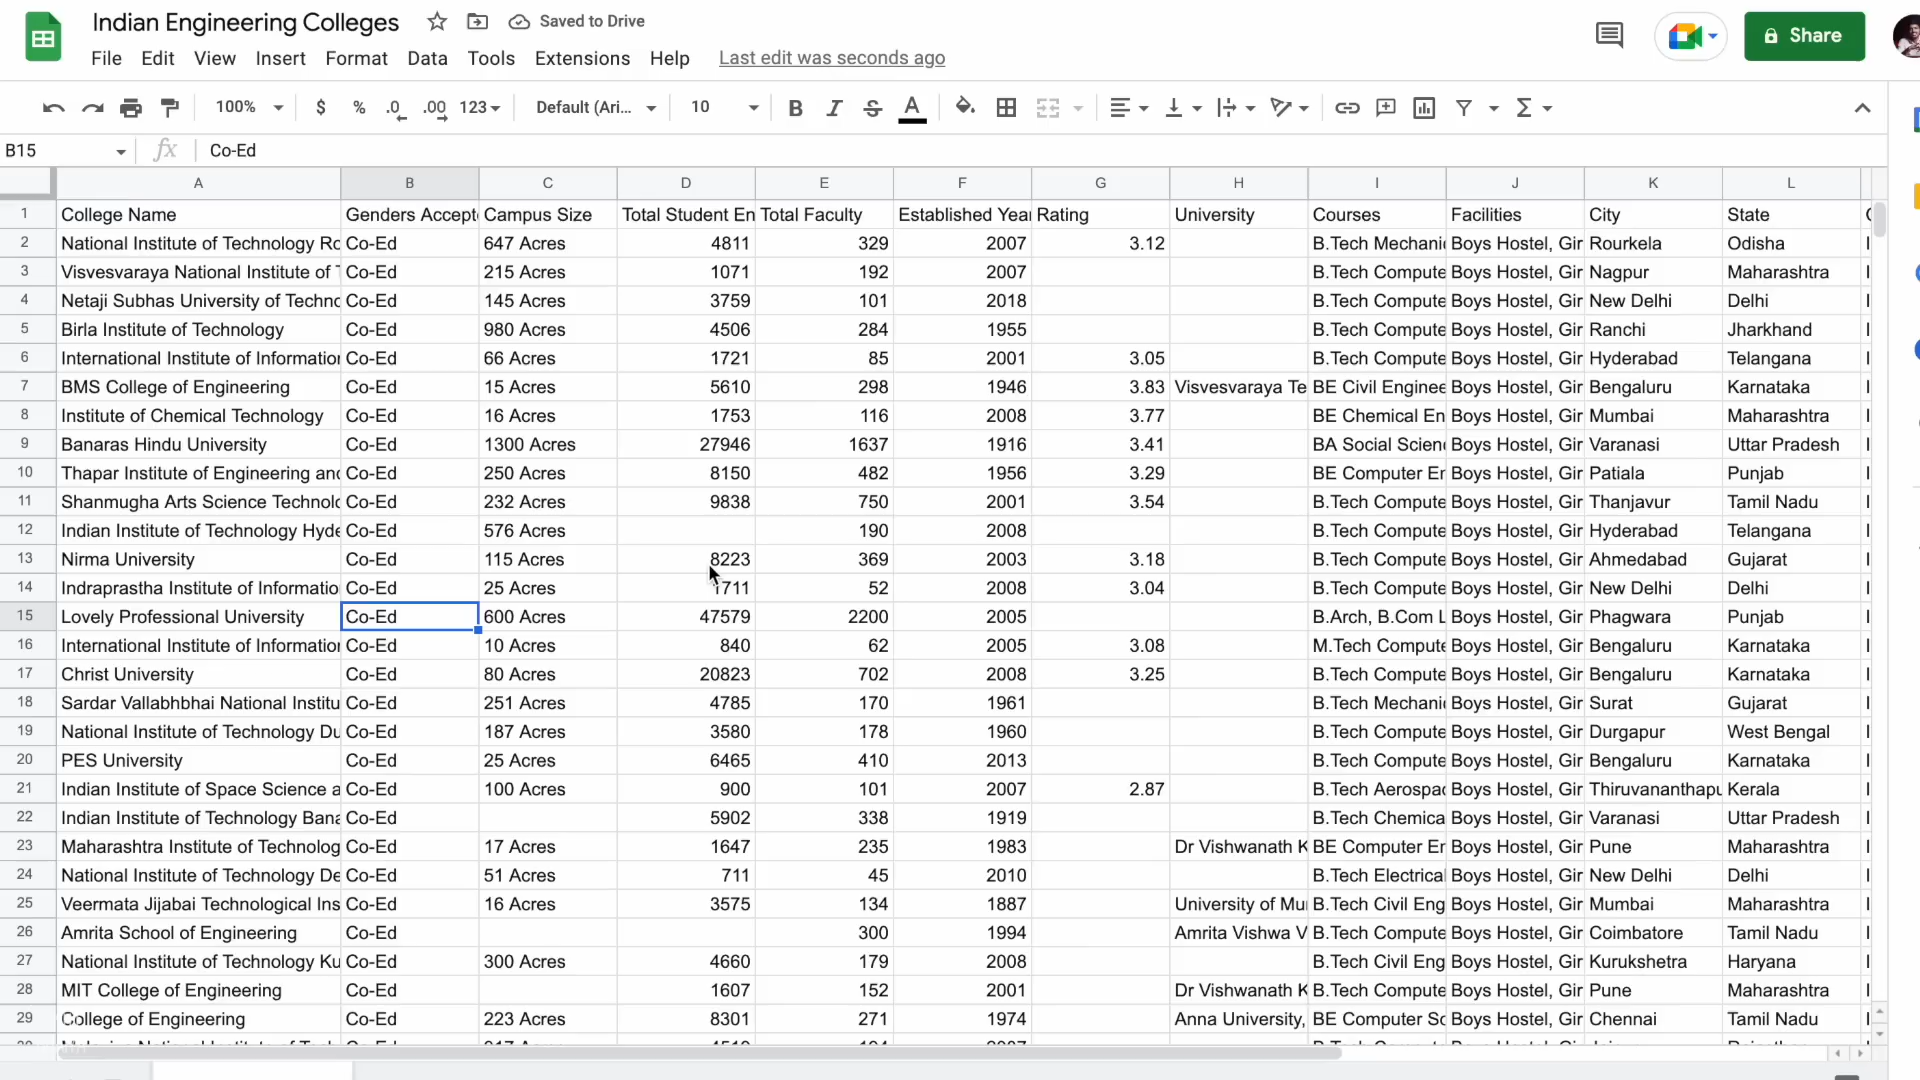 Indian Engineering Colleges Saved to Drive
File Edit View Insert Format Data Tools Extensions Help Last edit was seconds ago
Share
100% $ % .0 .00 123 Default (Ari... 10 B I S A Σ
B15 fx Co-Ed
A B C D E F G H I J K L
1 College Name Genders Accept Campus Size Total Student En Total Faculty Established Yea Rating University Courses Facilities City State
2 National Institute of Technology Ro Co-Ed 647 Acres 4811 329 2007 3.12 B.Tech Mechani Boys Hostel, Gir Rourkela Odisha
3 Visvesvaraya National Institute of Co-Ed 215 Acres 1071 192 2007 B.Tech Compute Boys Hostel, Gir Nagpur Maharashtra
4 Netaji Subhas University of Techno Co-Ed 145 Acres 3759 101 2018 B.Tech Compute Boys Hostel, Gir New Delhi Delhi
5 Birla Institute of Technology Co-Ed 980 Acres 4506 284 1955 B.Tech Compute Boys Hostel, Gir Ranchi Jharkhand
6 International Institute of Information Co-Ed 66 Acres 1721 85 2001 3.05 B.Tech Compute Boys Hostel, Gir Hyderabad Telangana
7 BMS College of Engineering Co-Ed 15 Acres 5610 298 1946 3.83 Visvesvaraya Te BE Civil Enginee Boys Hostel, Gir Bengaluru Karnataka
8 Institute of Chemical Technology Co-Ed 16 Acres 1753 116 2008 3.77 BE Chemical En Boys Hostel, Gir Mumbai Maharashtra
9 Banaras Hindu University Co-Ed 1300 Acres 27946 1637 1916 3.41 BA Social Scien Boys Hostel, Gir Varanasi Uttar Pradesh
10 Thapar Institute of Engineering and Co-Ed 250 Acres 8150 482 1956 3.29 BE Computer En Boys Hostel, Gir Patiala Punjab
11 Shanmugha Arts Science Technolo Co-Ed 232 Acres 9838 750 2001 3.54 B.Tech Compute Boys Hostel, Gir Thanjavur Tamil Nadu
12 Indian Institute of Technology Hyde Co-Ed 576 Acres 190 2008 B.Tech Compute Boys Hostel, Gir Hyderabad Telangana
13 Nirma University Co-Ed 115 Acres 8223 369 2003 3.18 B.Tech Compute Boys Hostel, Gir Ahmedabad Gujarat
14 Indraprastha Institute of Informatio Co-Ed 25 Acres 1711 52 2008 3.04 B.Tech Compute Boys Hostel, Gir New Delhi Delhi
15 Lovely Professional University Co-Ed 600 Acres 47579 2200 2005 B.Arch, B.Com L Boys Hostel, Gir Phagwara Punjab
16 International Institute of Information Co-Ed 10 Acres 840 62 2005 3.08 M.Tech Compute Boys Hostel, Gir Bengaluru Karnataka
17 Christ University Co-Ed 80 Acres 20823 702 2008 3.25 B.Tech Compute Boys Hostel, Gir Bengaluru Karnataka
18 Sardar Vallabhbhai National Institu Co-Ed 251 Acres 4785 170 1961 B.Tech Mechani Boys Hostel, Gir Surat Gujarat
19 National Institute of Technology Du Co-Ed 187 Acres 3580 178 1960 B.Tech Compute Boys Hostel, Gir Durgapur West Bengal
20 PES University Co-Ed 25 Acres 6465 410 2013 B.Tech Compute Boys Hostel, Gir Bengaluru Karnataka
21 Indian Institute of Space Science a Co-Ed 100 Acres 900 101 2007 2.87 B.Tech Aerospac Boys Hostel, Gir Thiruvananthapu Kerala
22 Indian Institute of Technology Bana Co-Ed 5902 338 1919 B.Tech Chemica Boys Hostel, Gir Varanasi Uttar Pradesh
23 Maharashtra Institute of Technolog Co-Ed 17 Acres 1647 235 1983 Dr Vishwanath K BE Computer En Boys Hostel, Gir Pune Maharashtra
24 National Institute of Technology De Co-Ed 51 Acres 711 45 2010 B.Tech Electrical Boys Hostel, Gir New Delhi Delhi
25 Veermata Jijabai Technological Ins Co-Ed 16 Acres 3575 134 1887 University of Mu B.Tech Civil Eng Boys Hostel, Gir Mumbai Maharashtra
26 Amrita School of Engineering Co-Ed 300 1994 Amrita Vishwa V B.Tech Compute Boys Hostel, Gir Coimbatore Tamil Nadu
27 National Institute of Technology Ku Co-Ed 300 Acres 4660 179 2008 B.Tech Civil Eng Boys Hostel, Gir Kurukshetra Haryana
28 MIT College of Engineering Co-Ed 1607 152 2001 Dr Vishwanath K B.Tech Compute Boys Hostel, Gir Pune Maharashtra
29 College of Engineering Co-Ed 223 Acres 8301 271 1974 Anna University, BE Computer Sc Boys Hostel, Gir Chennai Tamil Nadu